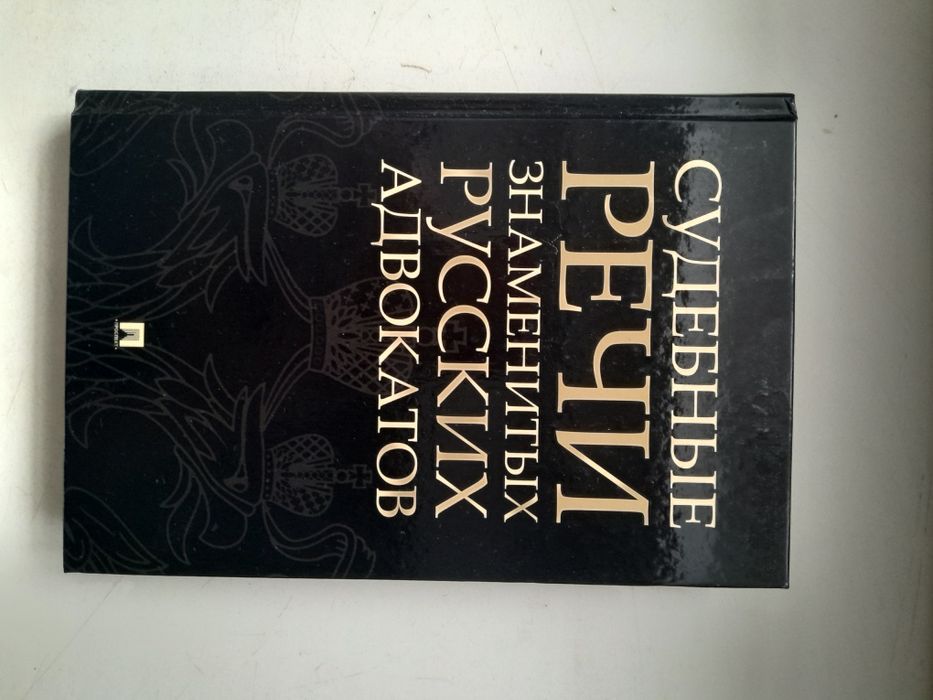 СУДЕБНЫЕ
РЕЧИ
ЗНАМЕНИТЫХ
РУССКИХ
АДВОКАТОВ